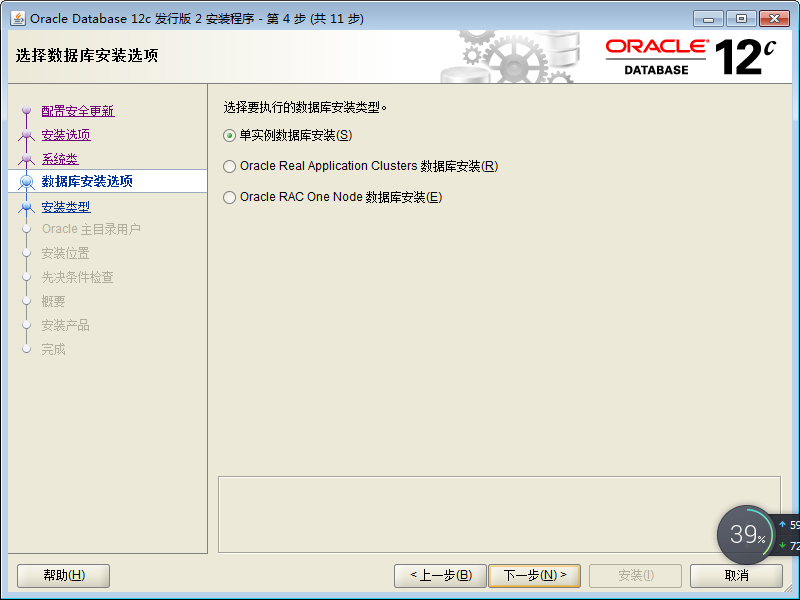 Oracle Database 12c 发行版 2 安装程序 - 第 4 步 (共 11 步)
选择数据库安装选项
ORACLE®
DATABASE
12c
配置安全更新
安装选项
系统类
数据库安装选项
安装类型
Oracle 主目录用户
安装位置
先决条件检查
概要
安装产品
完成
选择要执行的数据库安装类型。
单实例数据库安装(S)
Oracle Real Application Clusters 数据库安装(R)
Oracle RAC One Node 数据库安装(E)
39%
帮助(H)
< 上一步(B)
下一步(N) >
安装(I)
取消